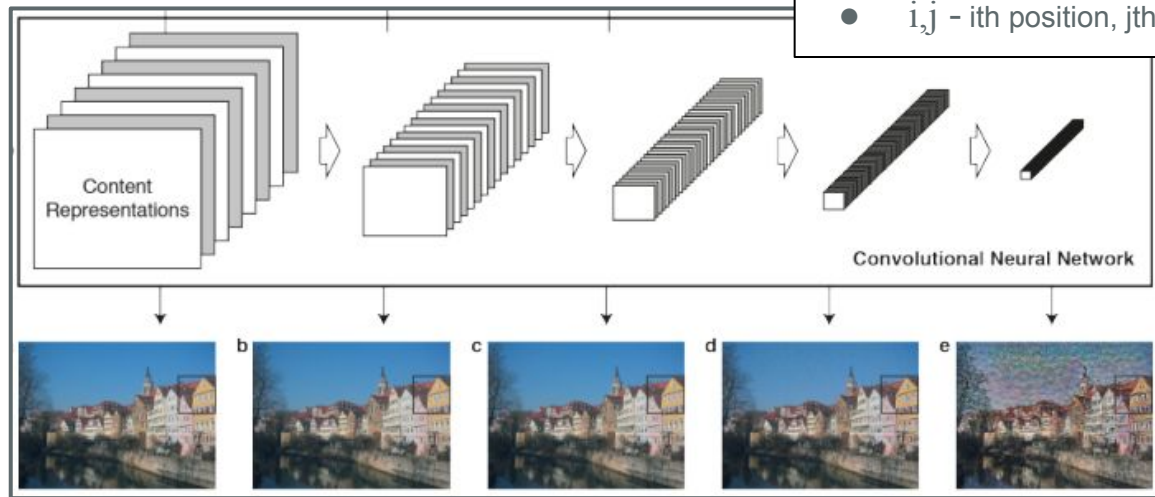 i,j - ith position, jth
Content
Representations
Convolutional Neural Network
b
c
d
e